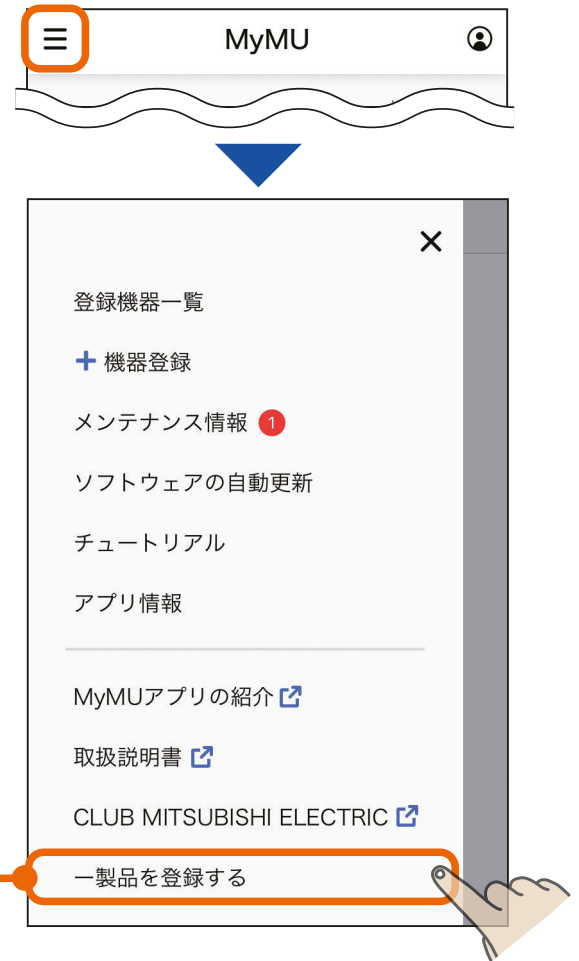 MyMU
登録機器一覧
+ 機器登録
メンテナンス情報 1
ソフトウェアの自動更新
チュートリアル
アプリ情報
MyMUアプリの紹介
取扱説明書
CLUB MITSUBISHI ELECTRIC
ー製品を登録する